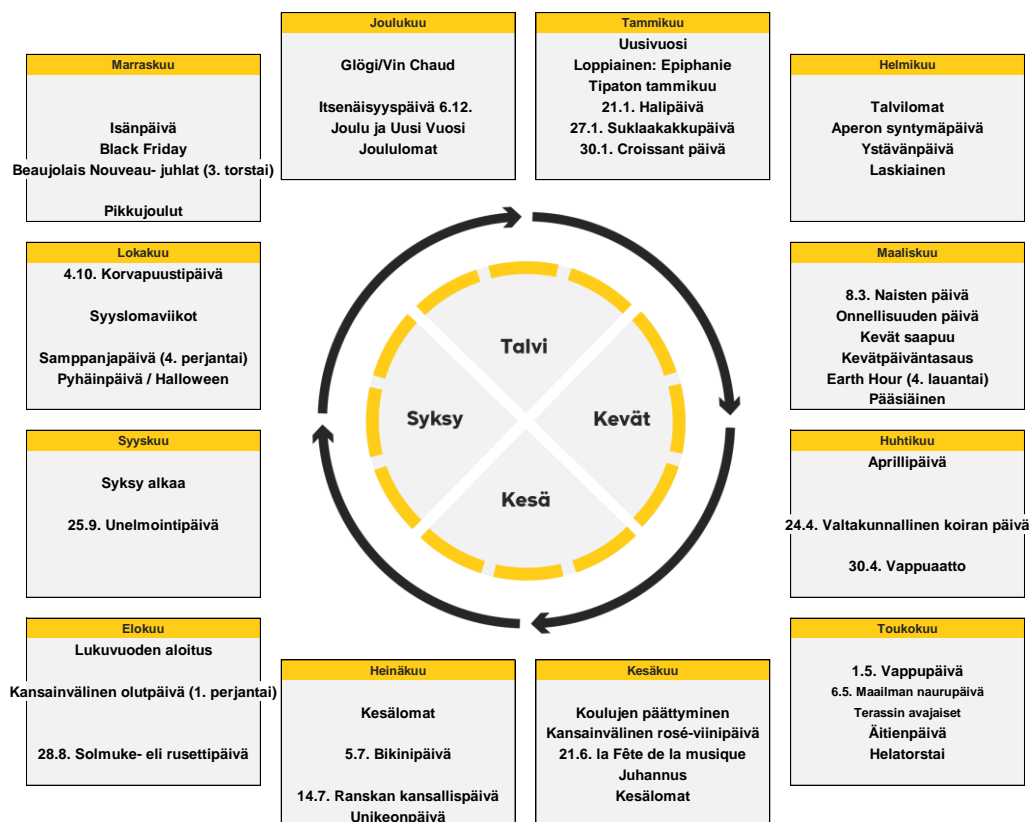 Joulukuu
Glögi/Vin Chaud
Itsenäisyyspäivä 6.12.
Joulu ja Uusi Vuosi
Joululomat
Tammikuu
Uusivuosi
Loppiainen: Epiphanie
Tipaton tammikuu
21.1. Halipäivä
27.1. Suklaakakkupäivä
30.1. Croissant päivä
Marraskuu
Isänpäivä
Black Friday
Beaujolais Nouveau- juhlat (3. torstai)
Pikkujoulut
Helmikuu
Talvilomat
Aperon syntymäpäivä
Ystävänpäivä
Laskiainen
Lokakuu
4.10. Korvapuustipäivä
Syyslomaviikot
Samppanjapäivä (4. perjantai)
Pyhäinpäivä / Halloween
Maaliskuu
8.3. Naisten päivä
Onnellisuuden päivä
Kevät saapuu
Kevätpäiväntasaus
Earth Hour (4. lauantai)
Pääsiäinen
Talvi
Syksy
Kevät
Kesä
Syyskuu
Syksy alkaa
25.9. Unelmointipäivä
Huhtikuu
Aprillipäivä
24.4. Valtakunnallinen koiran päivä
30.4. Vappuaatto
Elokuu
Lukuvuoden aloitus
Kansainvälinen olutpäivä (1. perjantai)
28.8. Solmuke- eli rusettipäivä
Toukokuu
1.5. Vappupäivä
6.5. Maailman naurupäivä
Terassin avajaiset
Äitienpäivä
Helatorstai
Heinäkuu
Kesälomat
5.7. Bikinipäivä
14.7. Ranskan kansallispäivä
Unikeonpäivä
Kesäkuu
Koulujen päättyminen
Kansainvälinen rosé-viinipäivä
21.6. la Fête de la musique
Juhannus
Kesälomat